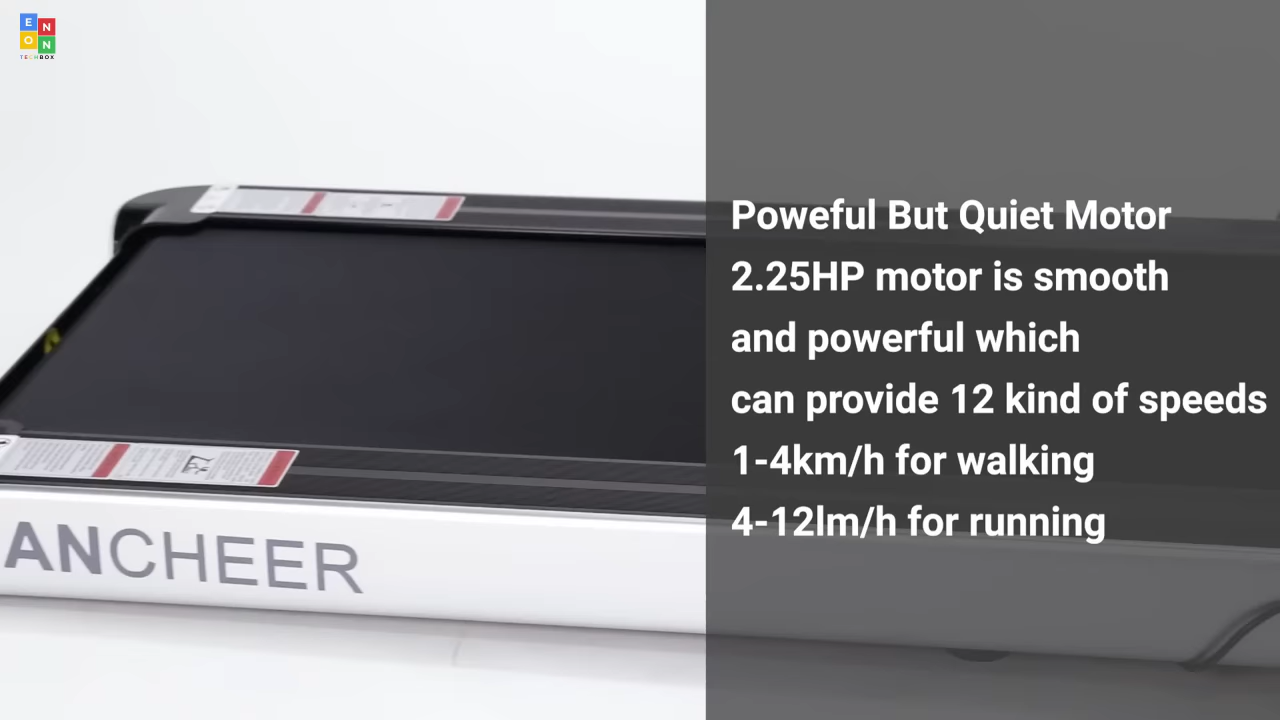 E N
O N
TECHBOX
Poweful But Quiet Motor
2.25HP motor is smooth
and powerful which
can provide 12 kind of speeds
1-4km/h for walking
4-12lm/h for running
ANCHEER